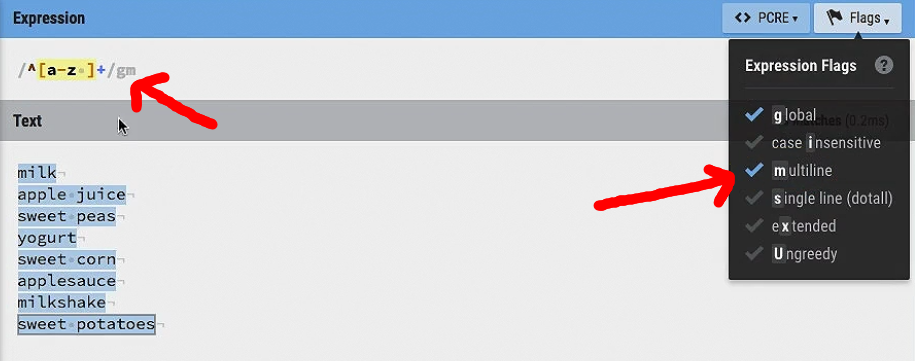 Expression
<> PCRE ▾
Flags ▾
/^[a-z ]+/gm
Expression Flags ?
Text
(0.2ms)
global
case insensitive
multiline
single line (dotall)
extended
Ungreedy
milk
apple juice
sweet peas
yogurt
sweet corn
applesauce
milkshake
sweet potatoes